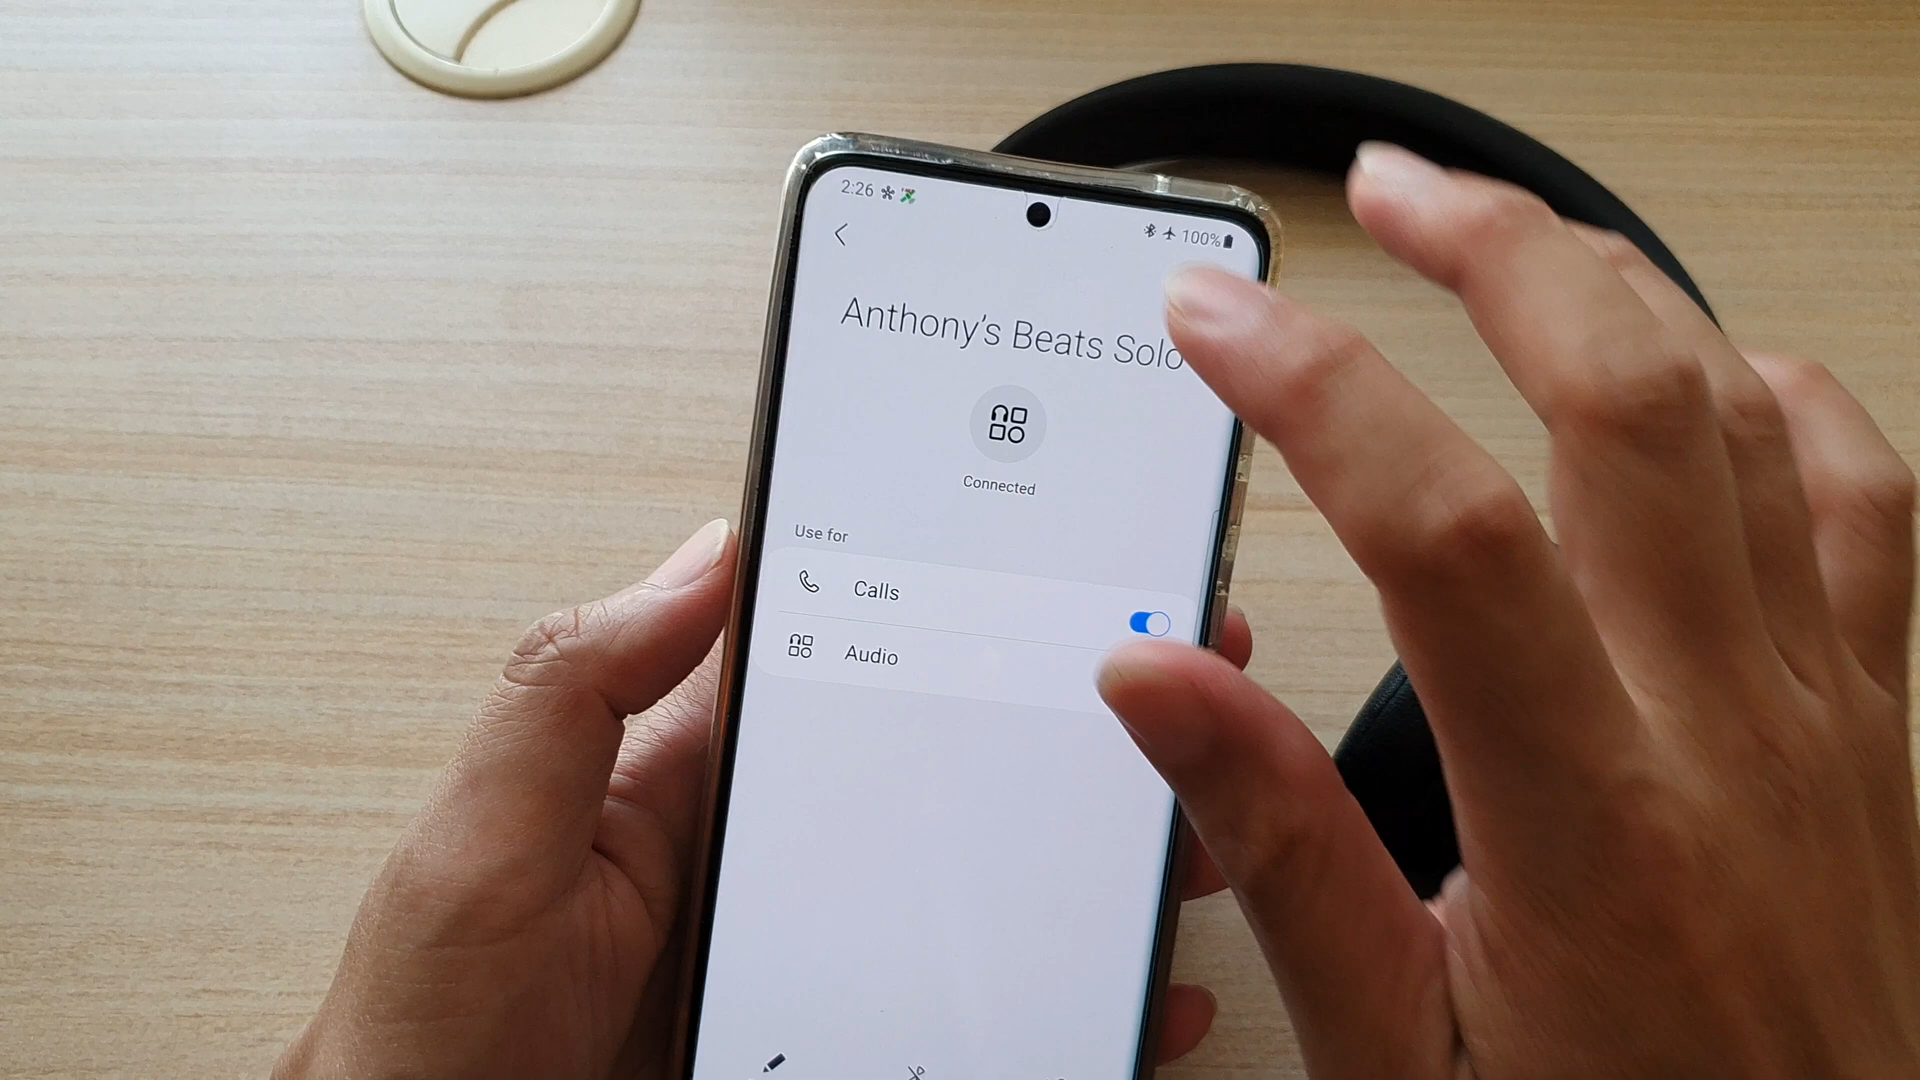 2:26
100%
Anthony's Beats Solo
Connected
Use for
Calls
Audio